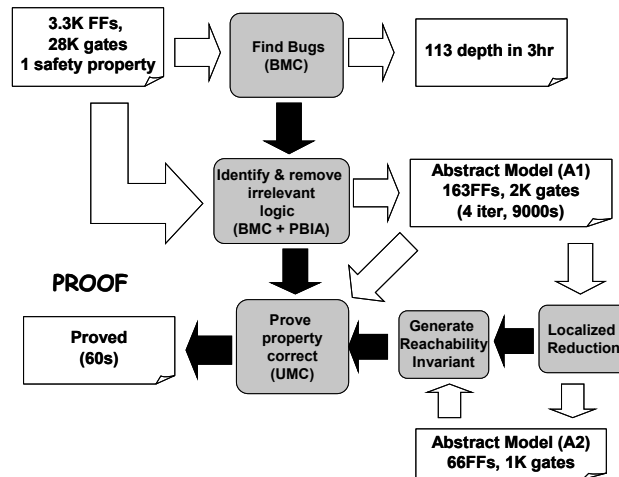 3.3K FFs,
28K gates
1 safety property
Find Bugs
(BMC)
113 depth in 3hr
Identify & remove
irrelevant
logic
(BMC + PBIA)
Abstract Model (A1)
163FFs, 2K gates
(4 iter, 9000s)
PROOF
Proved
(60s)
Prove
property
correct
(UMC)
Generate
Reachability
Invariant
Localized
Reduction
Abstract Model (A2)
66FFs, 1K gates